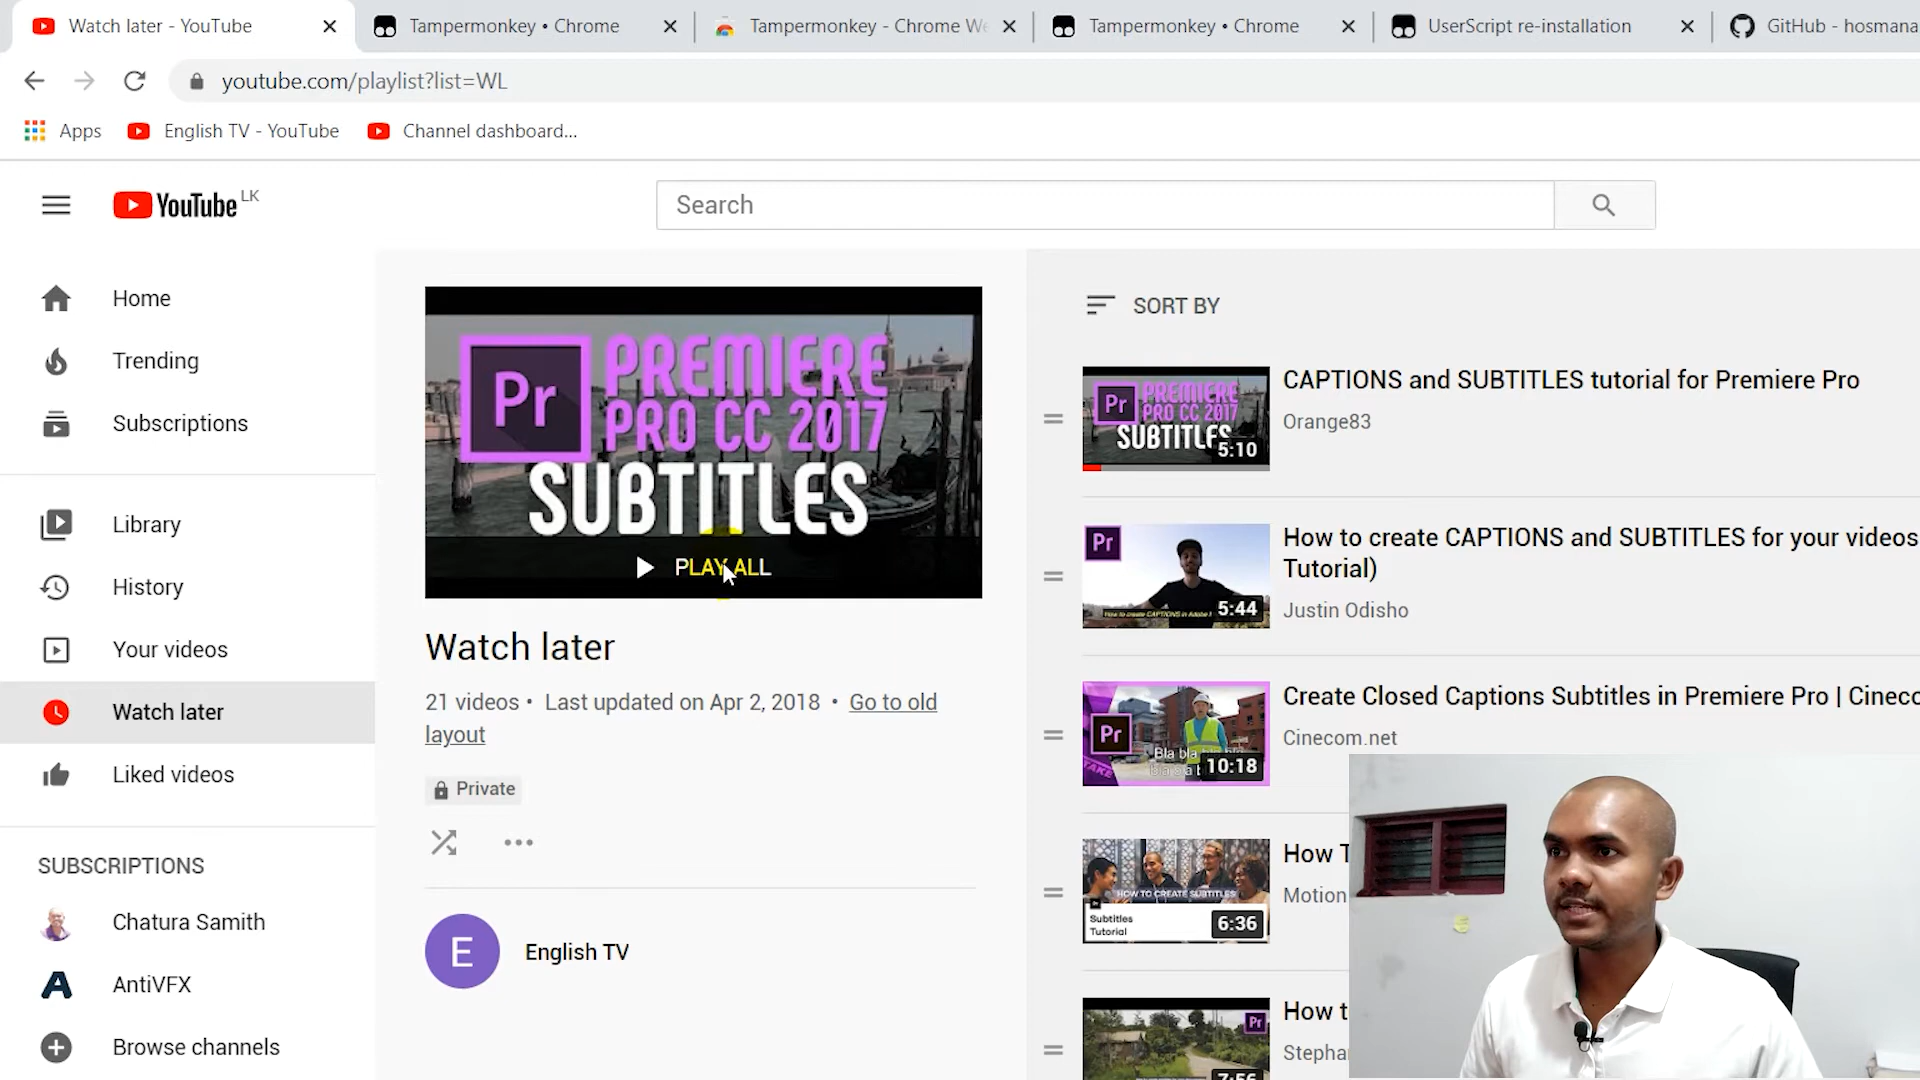 Watch later - YouTube
Tampermonkey • Chrome
Tampermonkey - Chrome We
Tampermonkey • Chrome
UserScript re-installation
GitHub - hosmana
youtube.com/playlist?list=WL
Apps
English TV - YouTube
Channel dashboard...
YouTube LK
Search
Home
Trending
Subscriptions
Library
History
Your videos
Watch later
Liked videos
SUBSCRIPTIONS
Chatura Samith
AntiVFX
Browse channels
Pr
PREMIERE
PRO CC 2017
SUBTITLES
PLAY ALL
Watch later
21 videos • Last updated on Apr 2, 2018 • Go to old
layout
Private
E
English TV
SORT BY
Pr
PREMIERE
PRO CC 2017
SUBTITLES
5:10
CAPTIONS and SUBTITLES tutorial for Premiere Pro
Orange83
Pr
5:44
How to create CAPTIONS and SUBTITLES for your videos
Tutorial)
Justin Odisho
Pr
Bla bla
10:18
Create Closed Captions Subtitles in Premiere Pro | Cineco
Cinecom.net
HOW TO CREATE SUBTITLES
Subtitles
Tutorial
6:36
How T
Motion
Pr
7:56
How t
Stepha